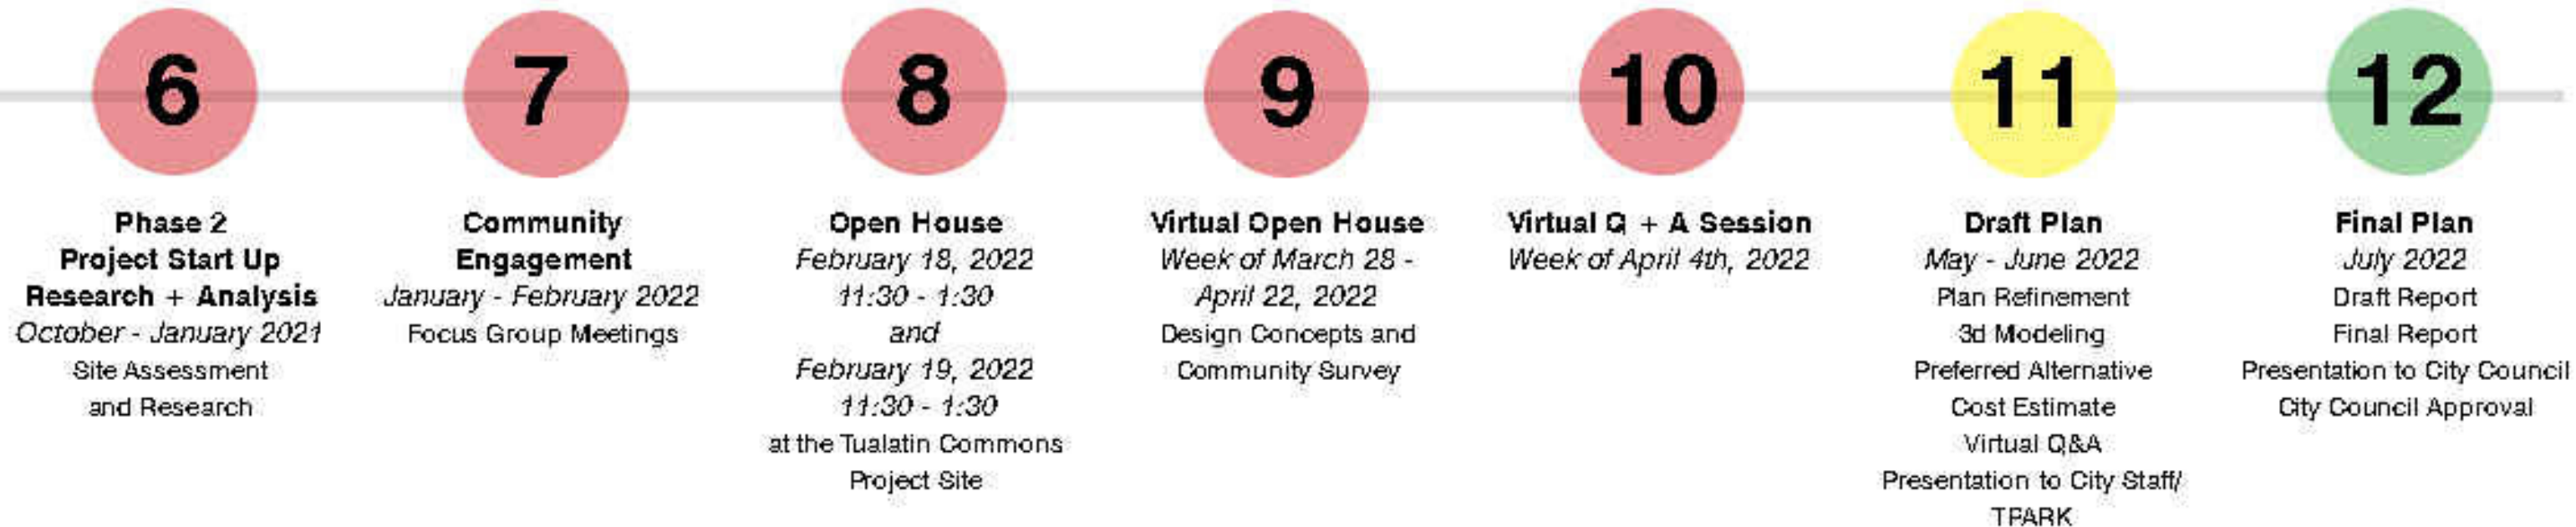 6
Phase 2
Project Start Up
Research + Analysis
October - January 2021
Site Assessment
and Research
7
Community
Engagement
January - February 2022
Focus Group Meetings
8
Open House
February 18, 2022
11:30 - 1:30
and
February 19, 2022
11:30 - 1:30
at the Tualatin Commons
Project Site
9
Virtual Open House
Week of March 28 -
April 22, 2022
Design Concepts and
Community Survey
10
Virtual Q + A Session
Week of April 4th, 2022
11
Draft Plan
May - June 2022
Plan Refinement
3d Modeling
Preferred Alternative
Cost Estimate
Virtual Q&A
Presentation to City Staff/
TPARK
12
Final Plan
July 2022
Draft Report
Final Report
Presentation to City Council
City Council Approval